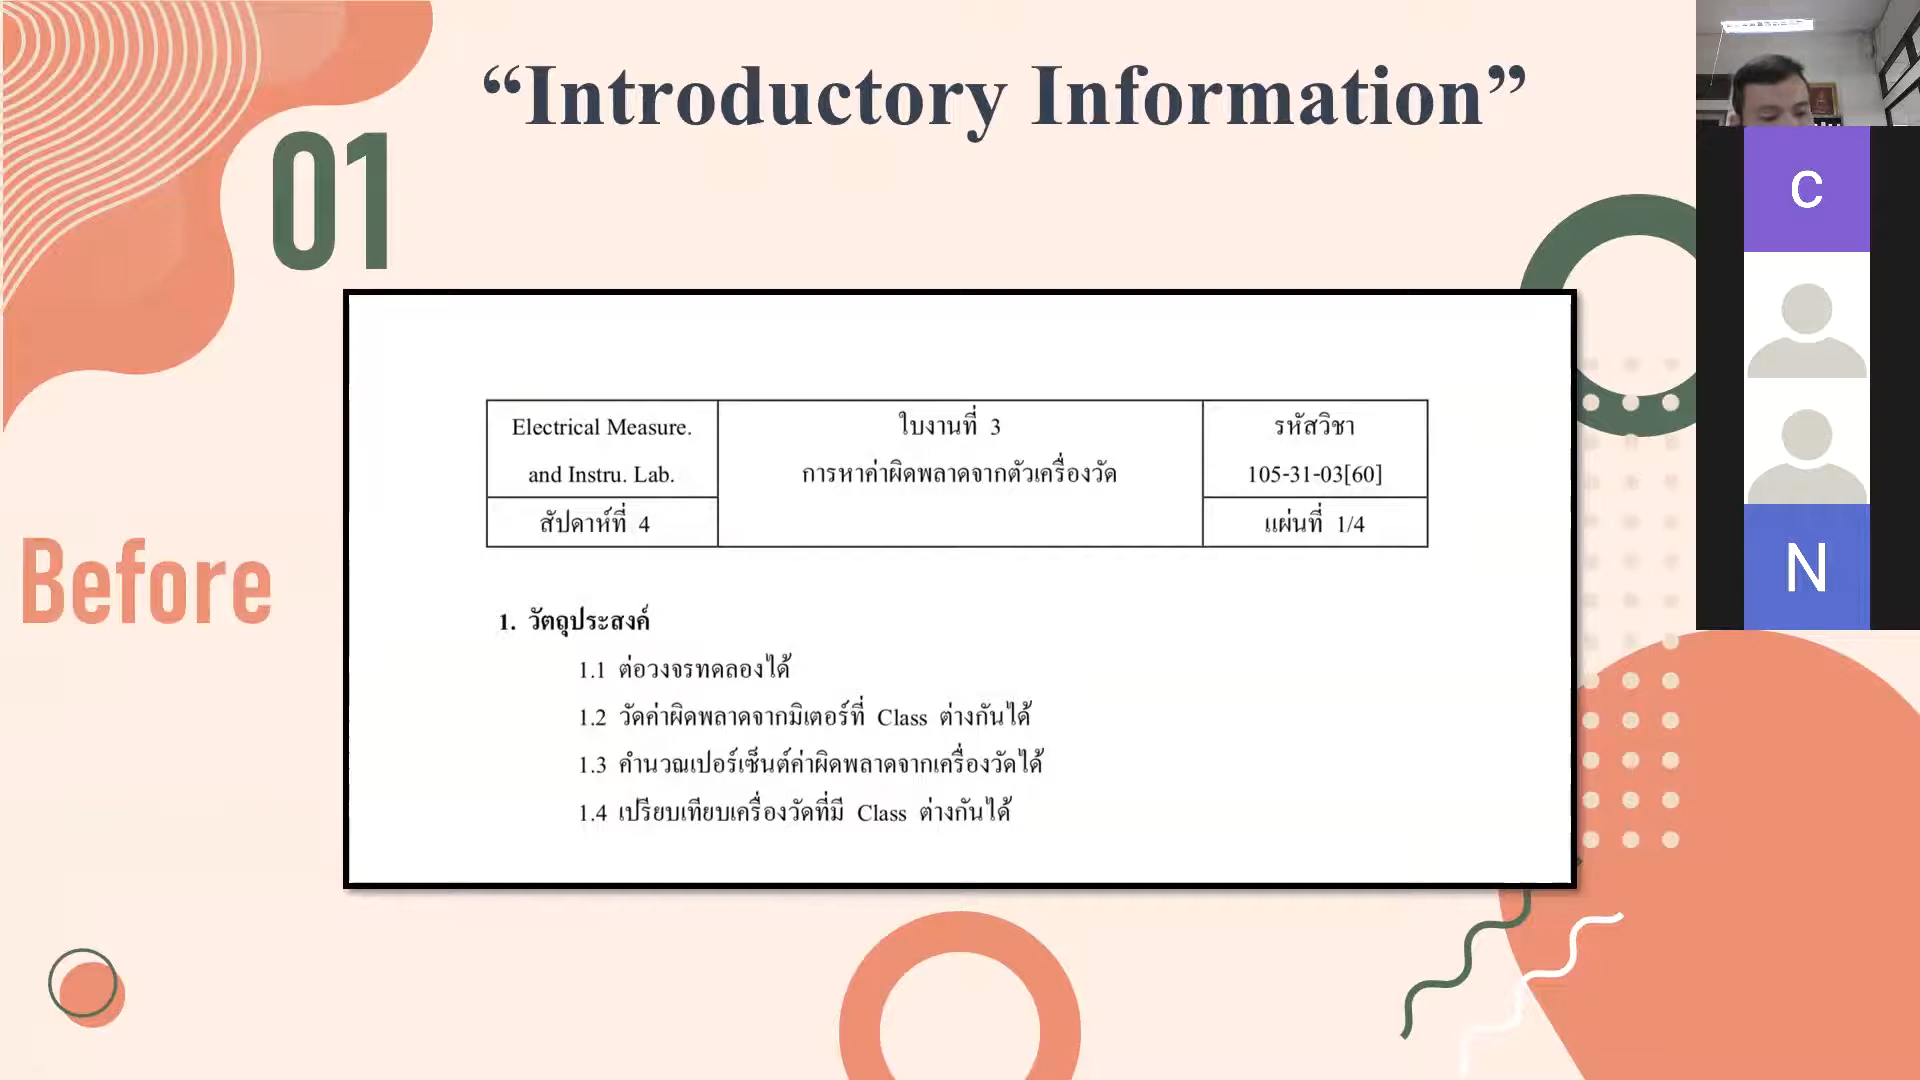 “Introductory Information”
01
Before
Electrical Measure.
and Instru. Lab.
สัปดาห์ที่ 4
ใบงานที่ 3
การหาค่าผิดพลาดจากตัวเครื่องวัด
รหัสวิชา
105-31-03[60]
แผ่นที่ 1/4
1. วัตถุประสงค์
1.1 ต่อวงจรทดลองได้
1.2 วัดค่าผิดพลาดจากมิเตอร์ที่ Class ต่างกันได้
1.3 คำนวณเปอร์เซ็นต์ค่าผิดพลาดจากเครื่องวัดได้
1.4 เปรียบเทียบเครื่องวัดที่มี Class ต่างกันได้
C
N